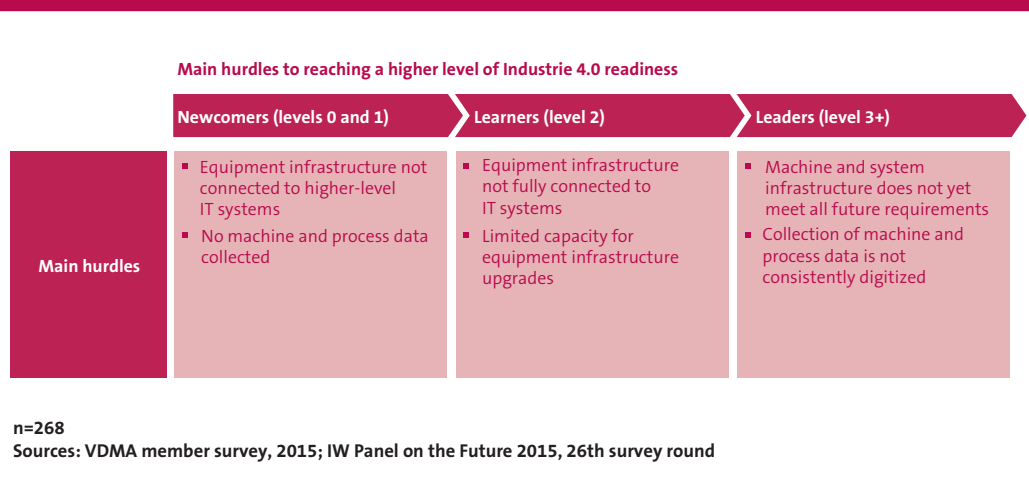 Main hurdles to reaching a higher level of Industrie 4.0 readiness
Newcomers (levels 0 and 1)
Learners (level 2)
Leaders (level 3+)
Main hurdles
▪ Equipment infrastructure not
connected to higher-level
IT systems
▪ No machine and process data
collected
▪ Equipment infrastructure
not fully connected to
IT systems
▪ Limited capacity for
equipment infrastructure
upgrades
▪ Machine and system
infrastructure does not yet
meet all future requirements
▪ Collection of machine and
process data is not
consistently digitized
n=268
Sources: VDMA member survey, 2015; IW Panel on the Future 2015, 26th survey round